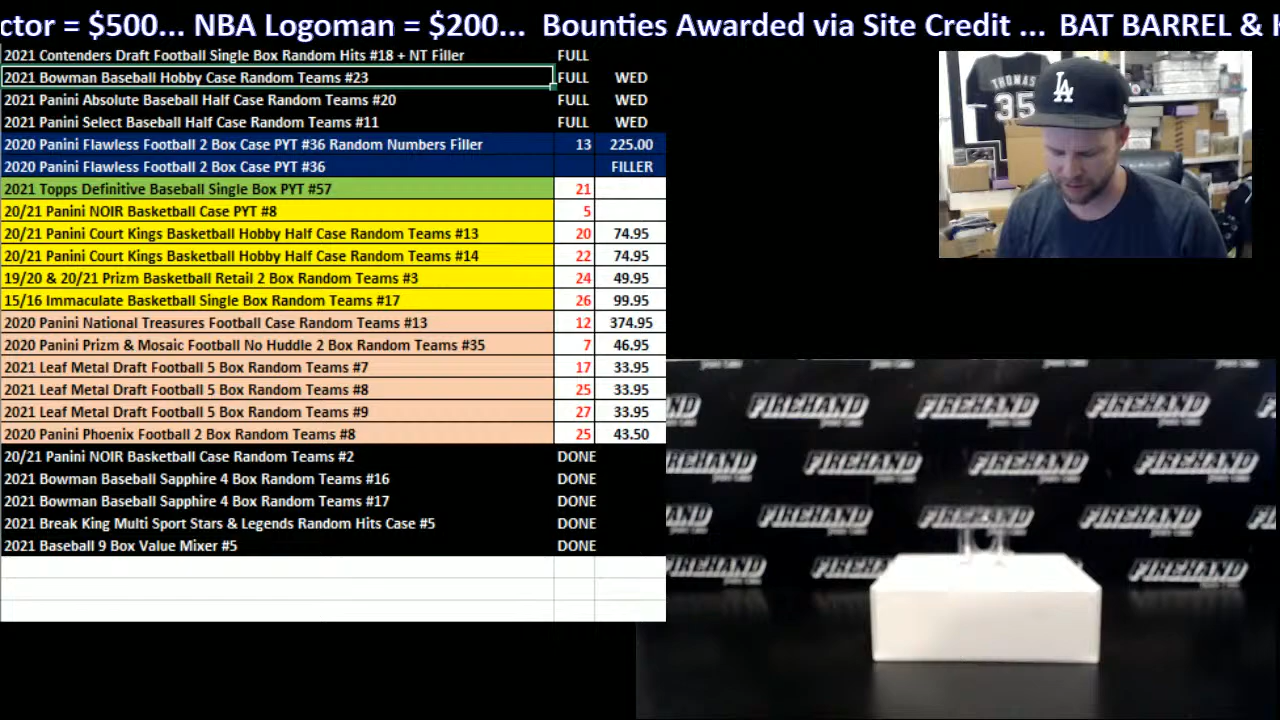 ctor = $500... NBA Logoman = $200... Bounties Awarded via Site Credit ... BAT BARREL &
2021 Contenders Draft Football Single Box Random Hits #18 + NT Filler FULL
2021 Bowman Baseball Hobby Case Random Teams #23 FULL WED
2021 Panini Absolute Baseball Half Case Random Teams #20 FULL WED
2021 Panini Select Baseball Half Case Random Teams #11 FULL WED
2020 Panini Flawless Football 2 Box Case PYT #36 Random Numbers Filler 13 225.00
2020 Panini Flawless Football 2 Box Case PYT #36 FILLER
2021 Topps Definitive Baseball Single Box PYT #57 21
20/21 Panini NOIR Basketball Case PYT #8 5
20/21 Panini Court Kings Basketball Hobby Half Case Random Teams #13 20 74.95
20/21 Panini Court Kings Basketball Hobby Half Case Random Teams #14 22 74.95
19/20 & 20/21 Prizm Basketball Retail 2 Box Random Teams #3 24 49.95
15/16 Immaculate Basketball Single Box Random Teams #17 26 99.95
2020 Panini National Treasures Football Case Random Teams #13 12 374.95
2020 Panini Prizm & Mosaic Football No Huddle 2 Box Random Teams #35 7 46.95
2021 Leaf Metal Draft Football 5 Box Random Teams #7 17 33.95
2021 Leaf Metal Draft Football 5 Box Random Teams #8 25 33.95
2021 Leaf Metal Draft Football 5 Box Random Teams #9 27 33.95
2020 Panini Phoenix Football 2 Box Random Teams #8 25 43.50
20/21 Panini NOIR Basketball Case Random Teams #2 DONE
2021 Bowman Baseball Sapphire 4 Box Random Teams #16 DONE
2021 Bowman Baseball Sapphire 4 Box Random Teams #17 DONE
2021 Break King Multi Sport Stars & Legends Random Hits Case #5 DONE
2021 Baseball 9 Box Value Mixer #5 DONE
THOMAS
35
LA
FIREHAND FIREHAND FIREHAND
FIREHAND FIREHAND FIREHAND
FIREHAND FIREHAND FIREHAND
FIREHAND FIREHAND